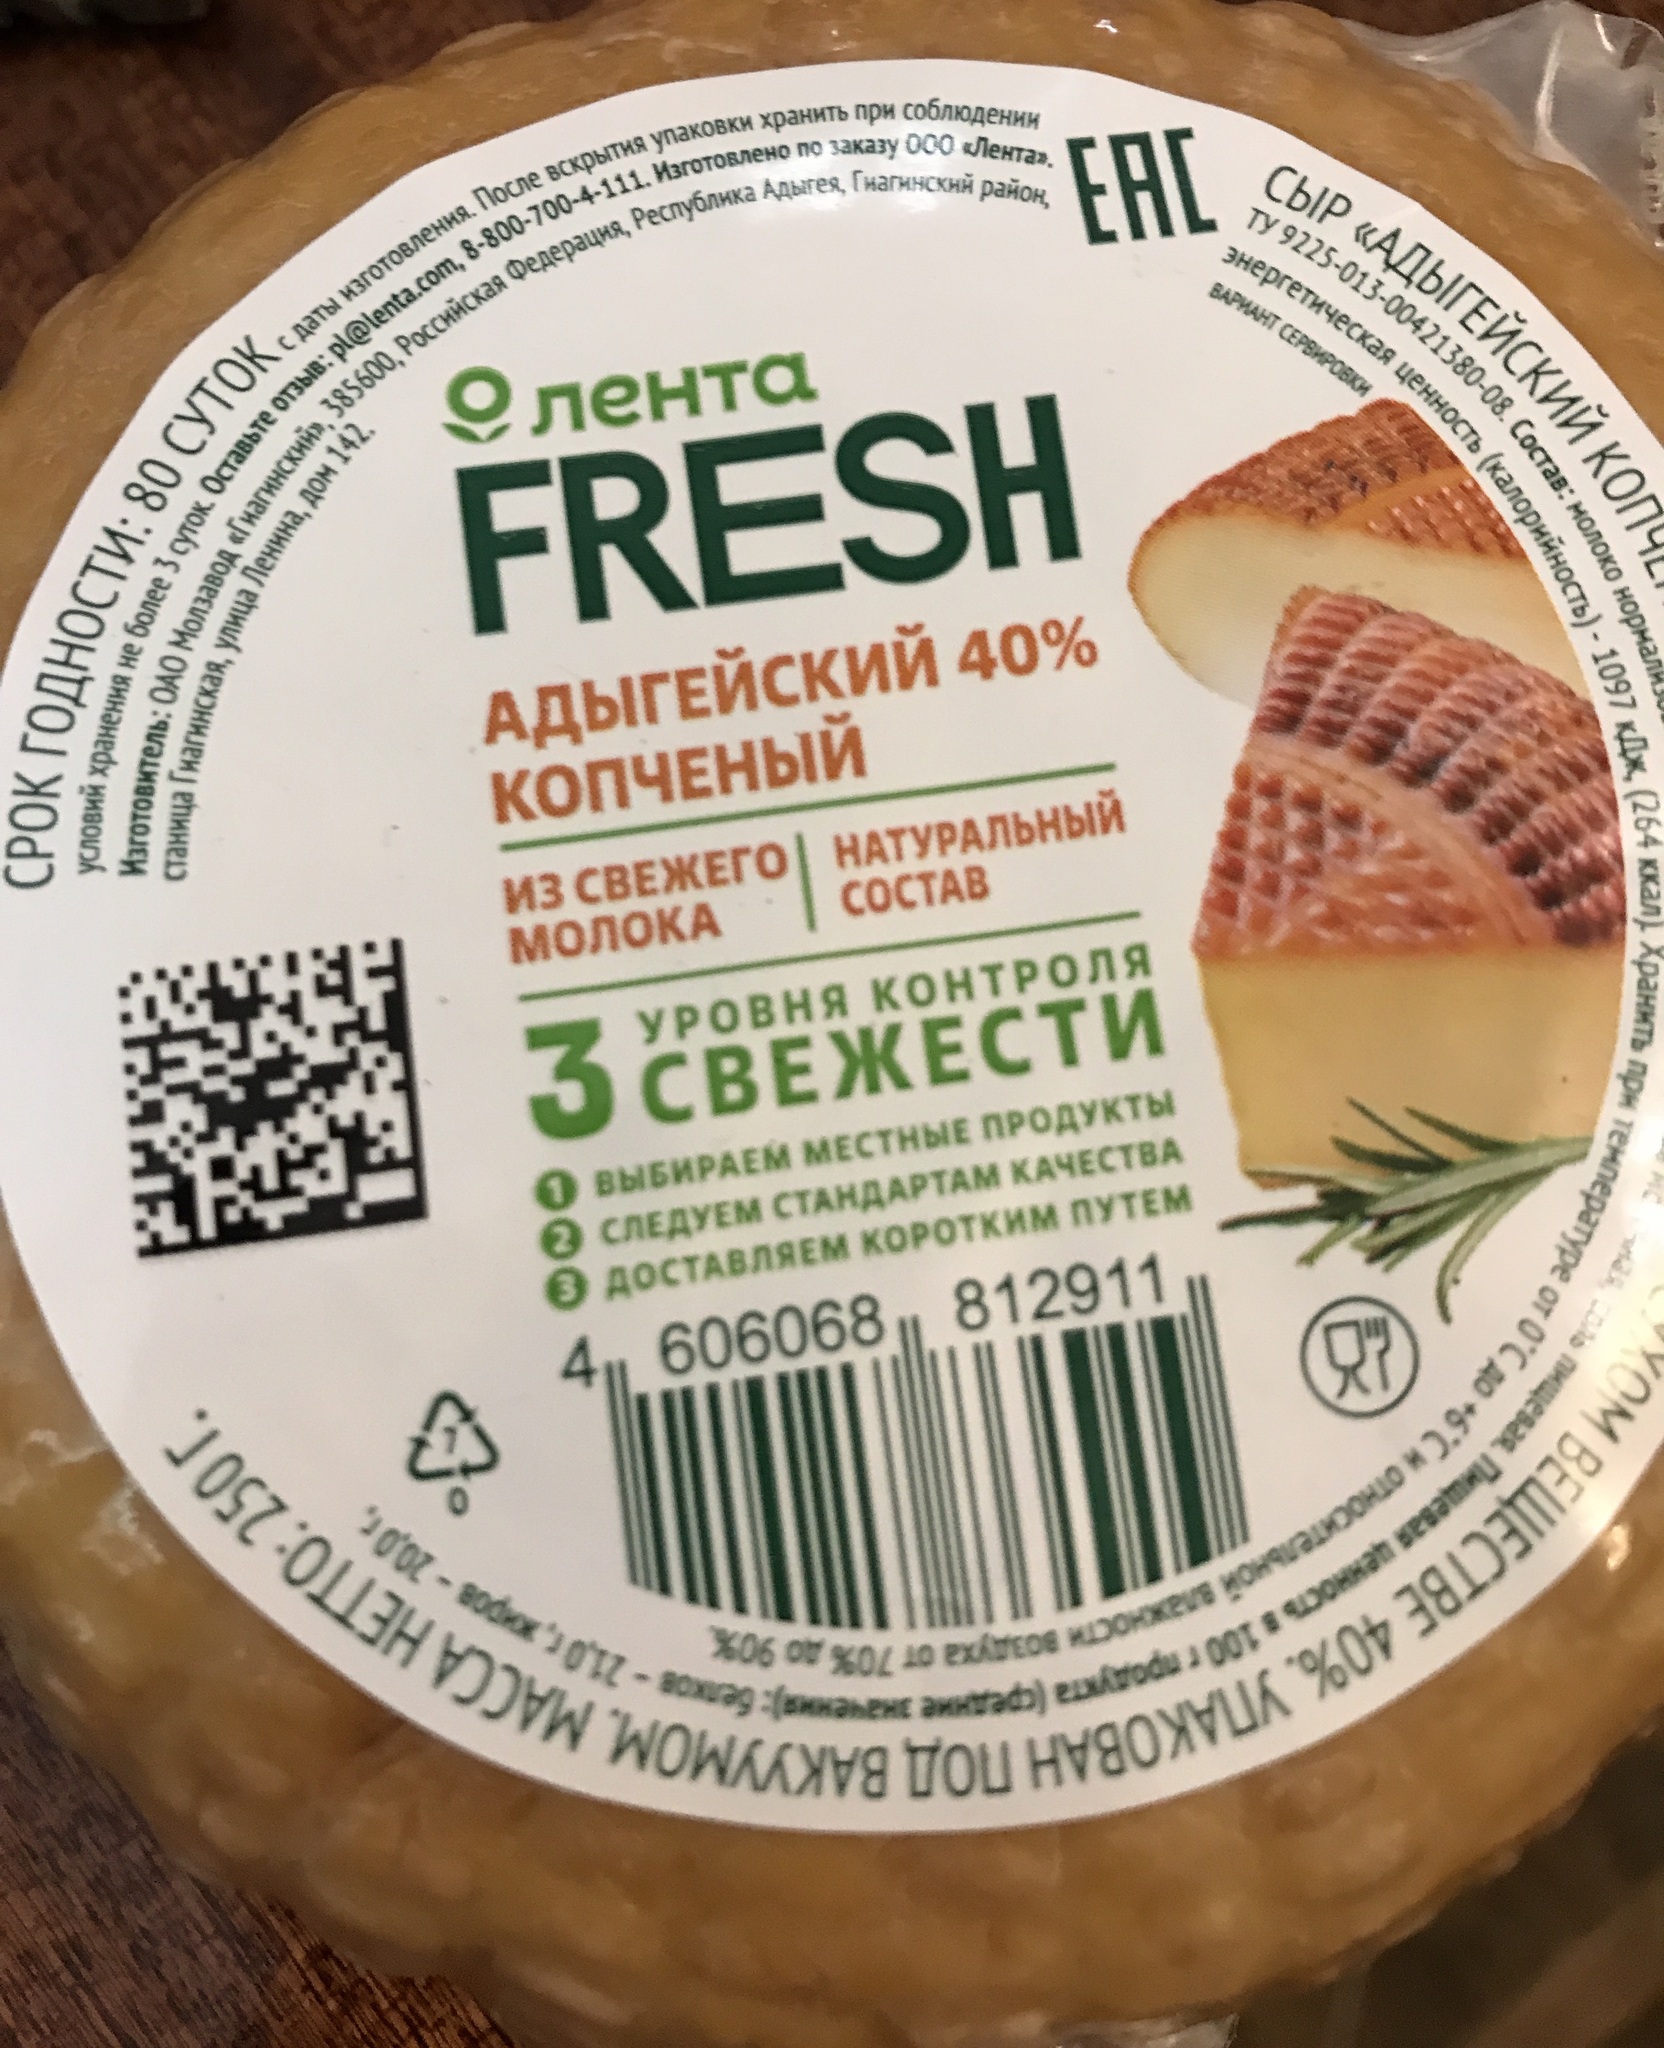 СРОК ГОДНОСТИ: 80 СУТОК с даты изготовления. После вскрытия упаковки хранить при соблюдении
условий хранения не более 3 суток. Оставьте отзыв: pl@lenta.com, 8-800-700-4-111. Изготовлено по заказу ООО «Лента».
Изготовитель: ОАО Молзавод «Гиагинский», 385600, Российская Федерация, Республика Адыгея, Гиагинский район,
станица Гиагинская, улица Ленина, дом 142.
EAC
лента
FRESH
АДЫГЕЙСКИЙ 40%
КОПЧЕНЫЙ
ИЗ СВЕЖЕГО
МОЛОКА
НАТУРАЛЬНЫЙ
СОСТАВ
3 УРОВНЯ КОНТРОЛЯ
СВЕЖЕСТИ
1 ВЫБИРАЕМ МЕСТНЫЕ ПРОДУКТЫ
2 СЛЕДУЕМ СТАНДАРТАМ КАЧЕСТВА
3 ДОСТАВЛЯЕМ КОРОТКИМ ПУТЕМ
4 606068 812911
7
0
СЫР «АДЫГЕЙСКИЙ СУХОМ ВЕЩЕСТВЕ 40%. УПАКОВАН ПОД ВАКУУМОМ. МАССА НЕТТО: 250 г.
ТУ 9225-013-00421380-08. Состав: молоко пищевая. Пищевая ценность в 100 г продукта (средние значения): белков – 21,0 г, жиров – 20,0 г,
энергетическая ценность (калорийность) - 1097 кДж, (264 ккал). Хранить при температуре от 0°C до +6°C и относительной влажности воздуха от 70% до 90%.
ВАРИАНТ СЕРВИРОВКИ